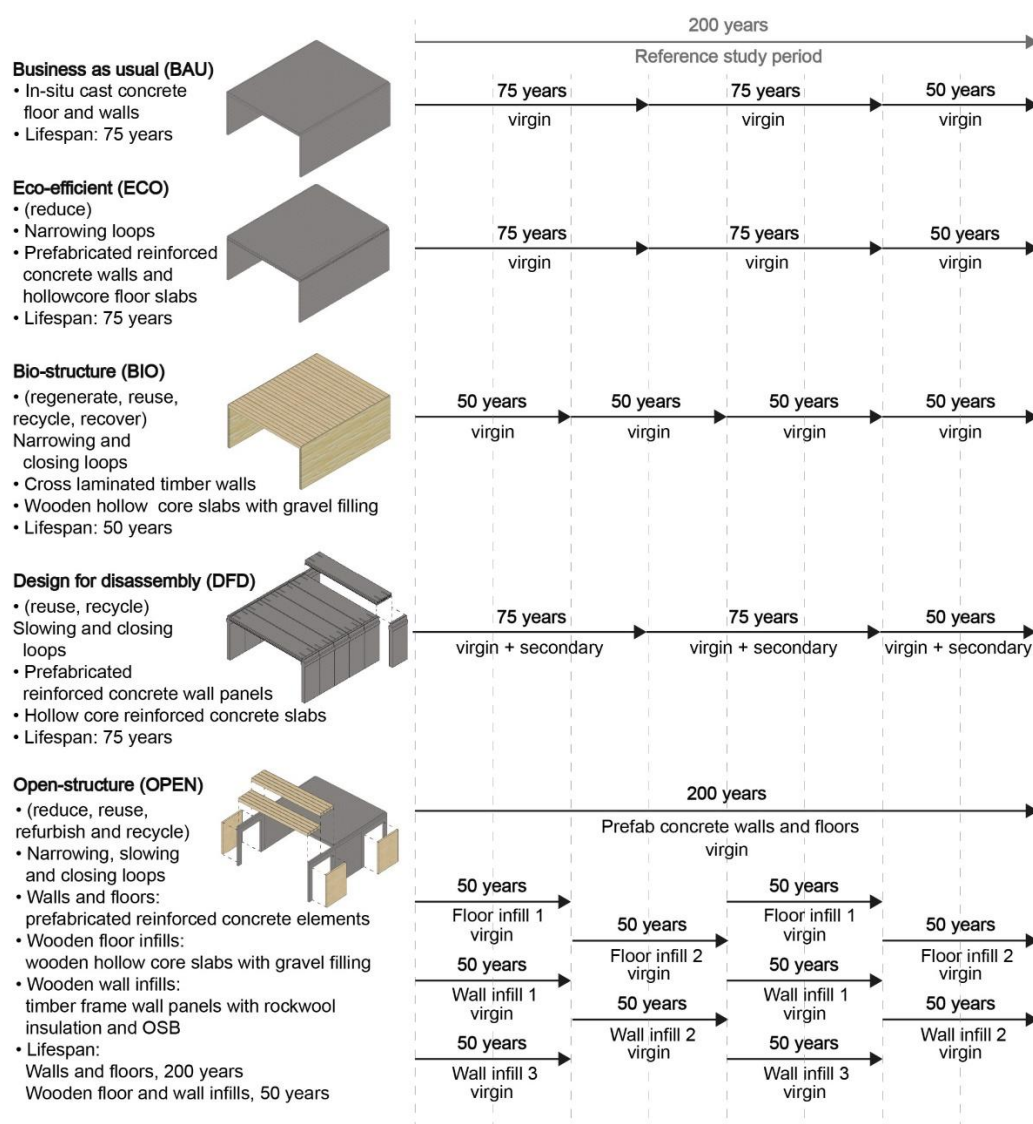 200 years
Reference study period
Business as usual (BAU)
• In-situ cast concrete
floor and walls
• Lifespan: 75 years
75 years
virgin
75 years
virgin
50 years
virgin
Eco-efficient (ECO)
• (reduce)
• Narrowing loops
• Prefabricated reinforced
concrete walls and
hollowcore floor slabs
• Lifespan: 75 years
75 years
virgin
75 years
virgin
50 years
virgin
Bio-structure (BIO)
• (regenerate, reuse,
recycle, recover)
Narrowing and
closing loops
• Cross laminated timber walls
• Wooden hollow core slabs with gravel filling
• Lifespan: 50 years
50 years
virgin
50 years
virgin
50 years
virgin
50 years
virgin
Design for disassembly (DFD)
• (reuse, recycle)
Slowing and closing
loops
• Prefabricated
reinforced concrete wall panels
• Hollow core reinforced concrete slabs
• Lifespan: 75 years
75 years
virgin + secondary
75 years
virgin + secondary
50 years
virgin + secondary
Open-structure (OPEN)
• (reduce, reuse,
refurbish and recycle)
• Narrowing, slowing
and closing loops
• Walls and floors:
prefabricated reinforced concrete elements
• Wooden floor infills:
wooden hollow core slabs with gravel filling
• Wooden wall infills:
timber frame wall panels with rockwool
insulation and OSB
• Lifespan:
Walls and floors, 200 years
Wooden floor and wall infills, 50 years
200 years
Prefab concrete walls and floors
virgin
50 years
Floor infill 1
virgin
50 years
Floor infill 2
virgin
50 years
Floor infill 1
virgin
50 years
Floor infill 2
virgin
50 years
Wall infill 1
virgin
50 years
Wall infill 2
virgin
50 years
Wall infill 1
virgin
50 years
Wall infill 2
virgin
50 years
Wall infill 3
virgin
50 years
Wall infill 3
virgin